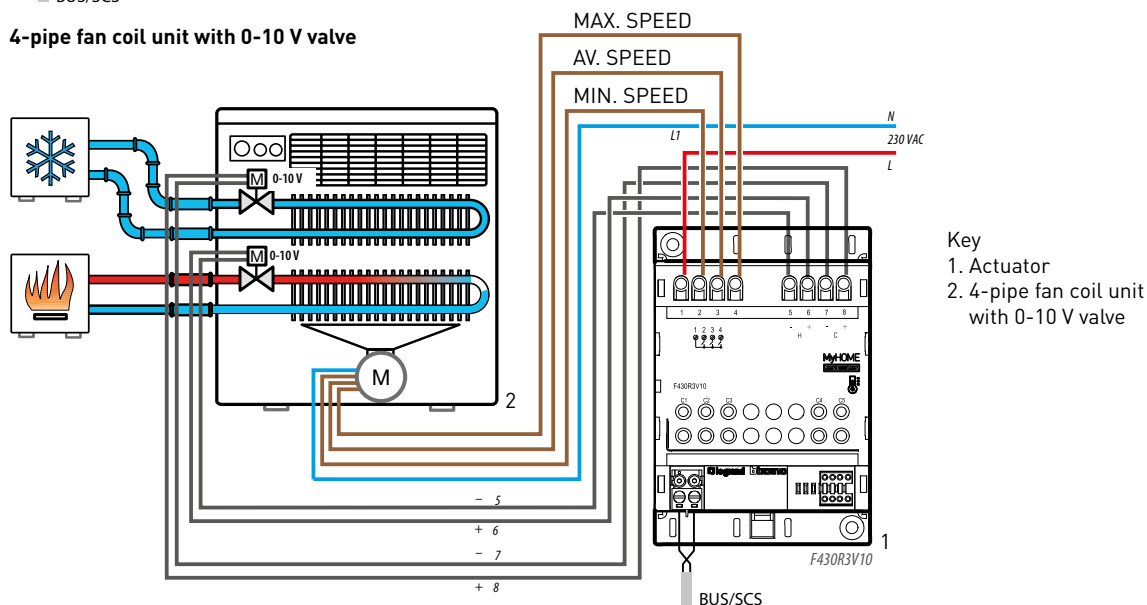 BUS/SCS
4-pipe fan coil unit with 0-10 V valve
MAX. SPEED
AV. SPEED
MIN. SPEED
N
L1
230 VAC
L
M 0-10 V
M 0-10 V
M
2
Key
1. Actuator
2. 4-pipe fan coil unit
with 0-10 V valve
1 2 3 4 5 6 7 8
- + - +
H C
1 2 3 4
MyHOME
F430R3V10
C1 C2 C3 C4 C5
legrand bticino
1
F430R3V10
- 5
+ 6
- 7
+ 8
BUS/SCS